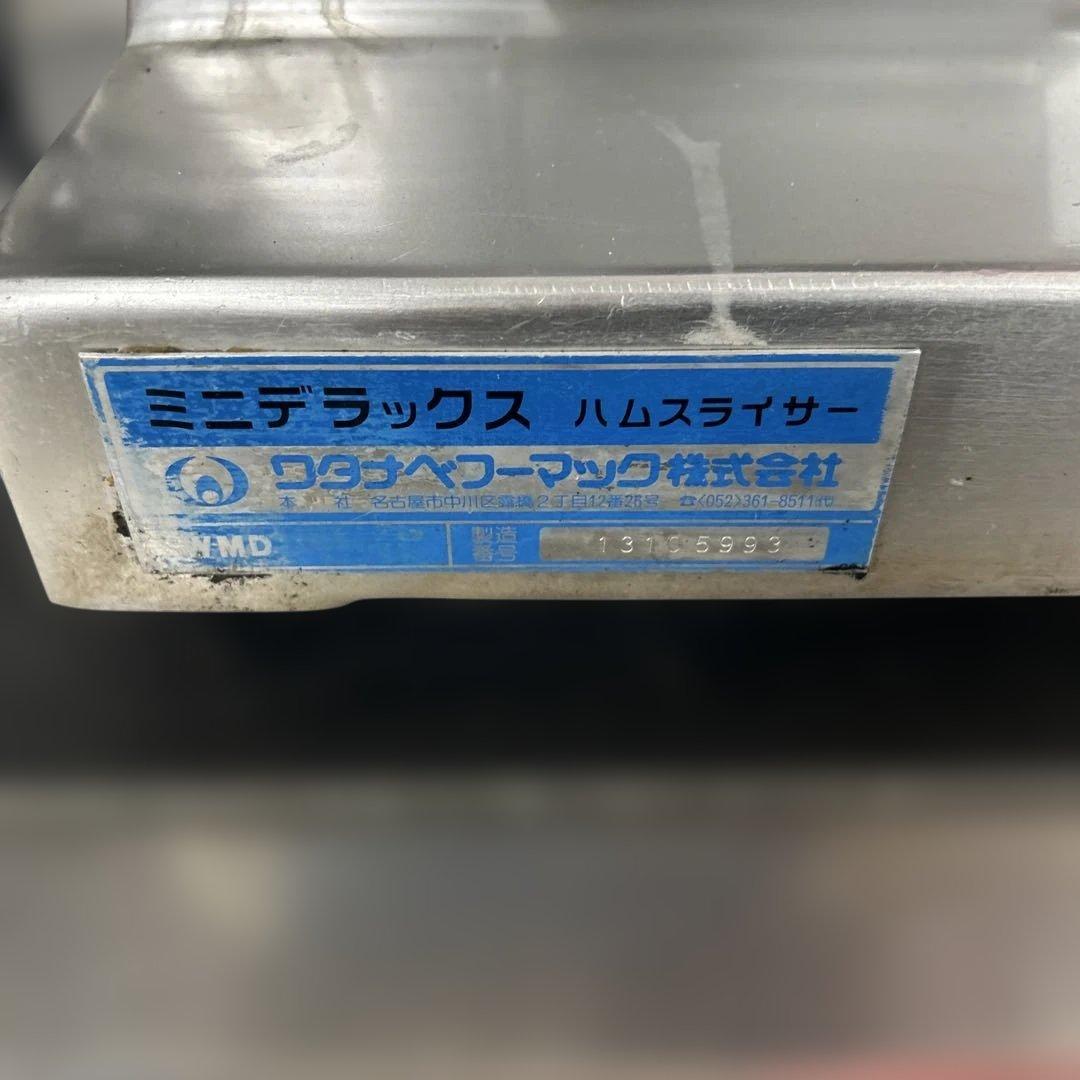 ミニデラックス ハムスライサー
ワタナベフーマック株式会社
本 社 名古屋市中川区露橋2丁目12番26号 ☎<052>361-8511代
WMD 製造番号 13105993